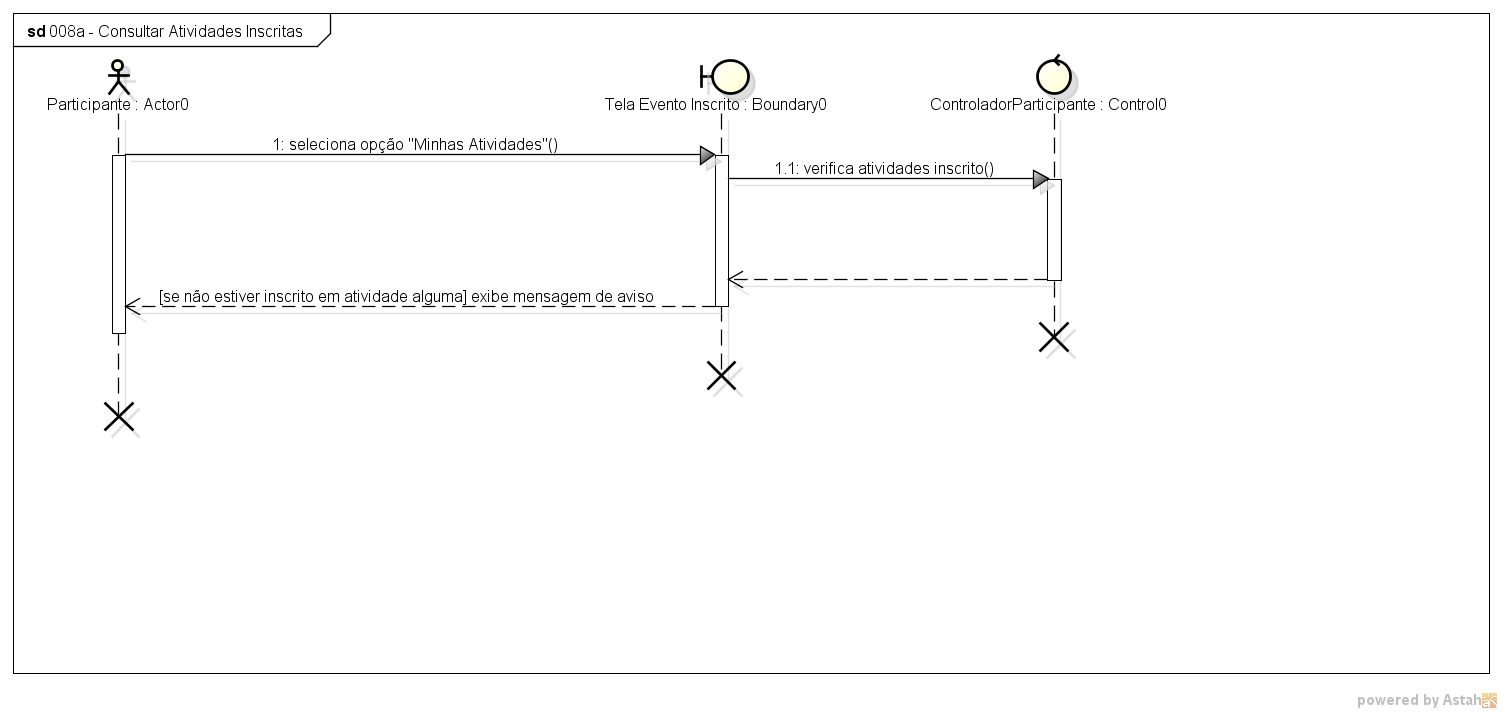 sd 008a - Consultar Atividades Inscritas
Participante : Actor0
Tela Evento Inscrito : Boundary0
ControladorParticipante : Control0
1: seleciona opção "Minhas Atividades"()
1.1: verifica atividades inscrito()
[se não estiver inscrito em atividade alguma] exibe mensagem de aviso
powered by Astah